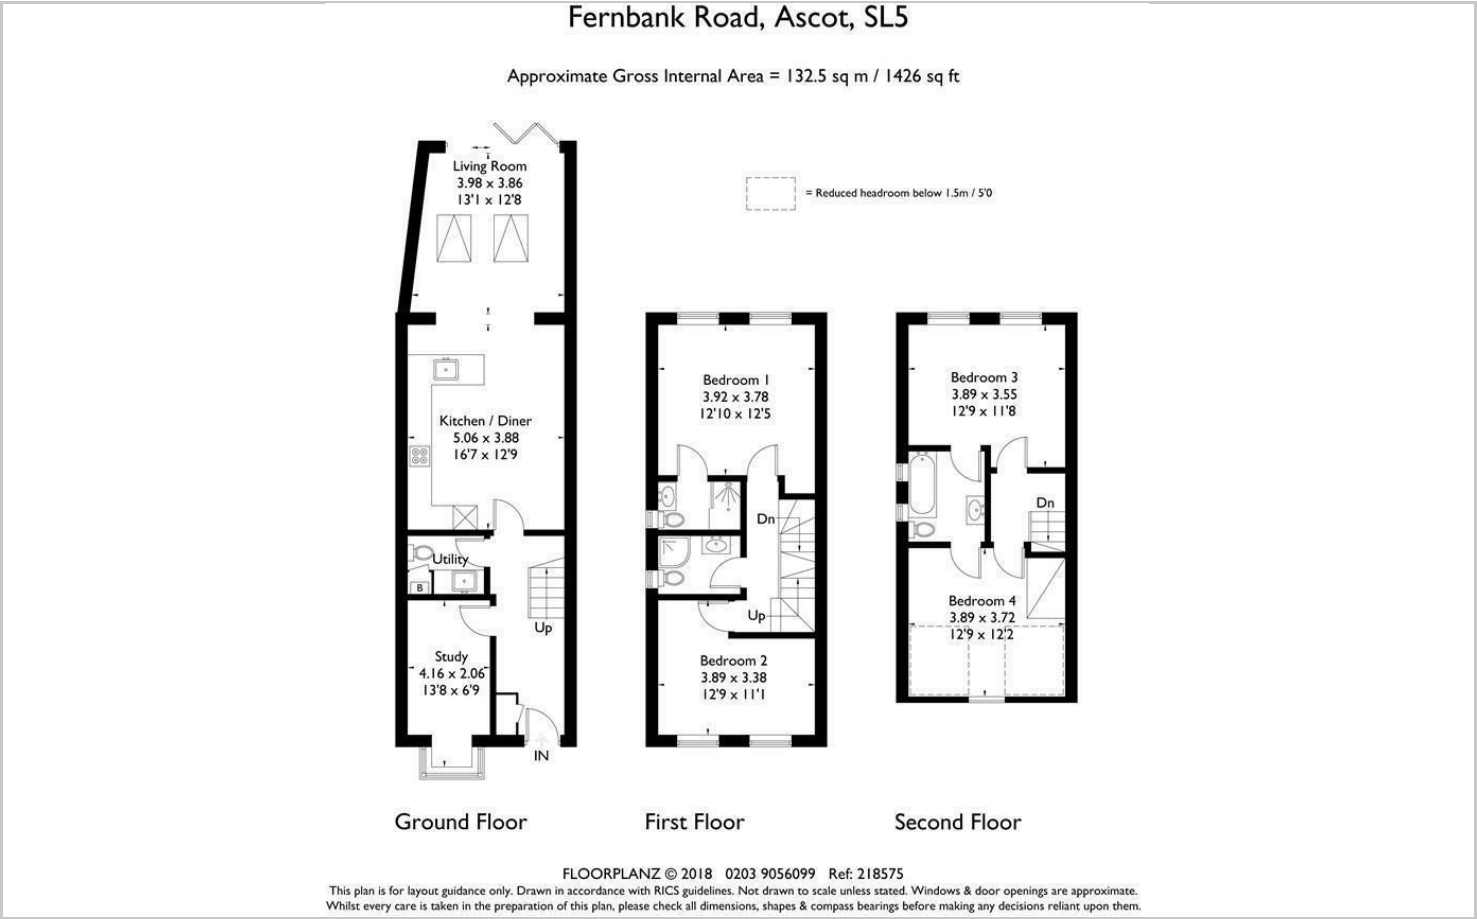 Fernbank Road, Ascot, SL5
Approximate Gross Internal Area = 132.5 sq m / 1426 sq ft
Living Room
3.98 x 3.86
13'1 x 12'8
= Reduced headroom below 1.5m / 5'0
Kitchen / Diner
5.06 x 3.88
16'7 x 12'9
Utility
B
Up
Study
4.16 x 2.06
13'8 x 6'9
IN
Ground Floor
Bedroom 1
3.92 x 3.78
12'10 x 12'5
Dn
Up
Bedroom 2
3.89 x 3.38
12'9 x 11'1
First Floor
Bedroom 3
3.89 x 3.55
12'9 x 11'8
Dn
Bedroom 4
3.89 x 3.72
12'9 x 12'2
Second Floor
FLOORPLANZ © 2018 0203 9056099 Ref: 218575
This plan is for layout guidance only. Drawn in accordance with RICS guidelines. Not drawn to scale unless stated. Windows & door openings are approximate.
Whilst every care is taken in the preparation of this plan, please check all dimensions, shapes & compass bearings before making any decisions reliant upon them.